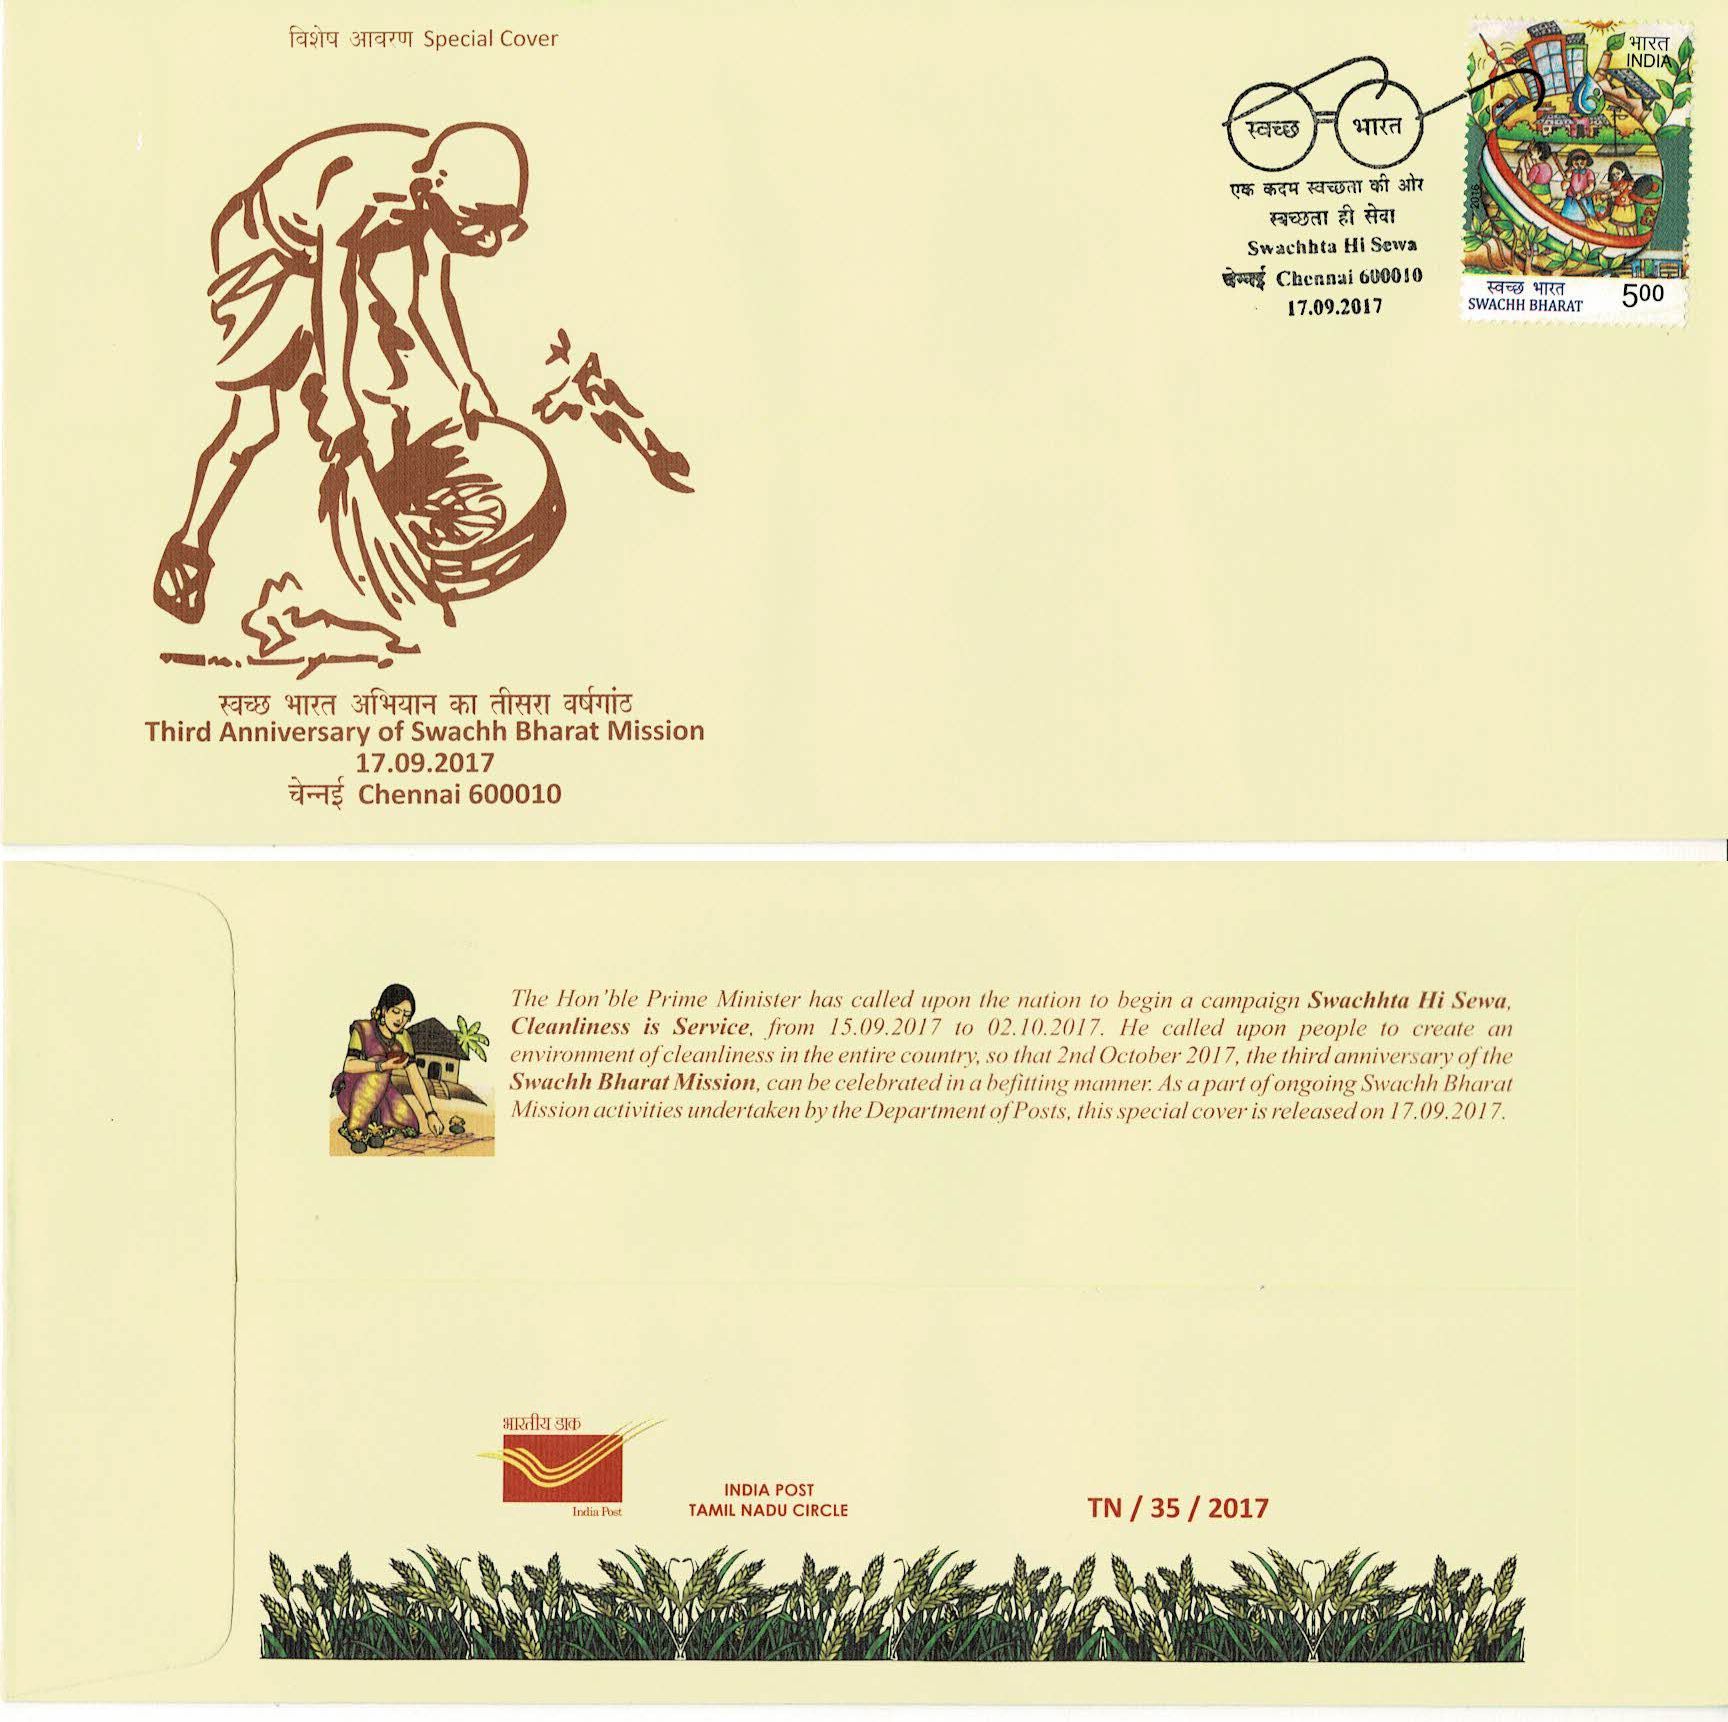 विशेष आवरण Special Cover
भारत
INDIA
स्वच्छ भारत
एक कदम स्वच्छता की ओर
स्वच्छता ही सेवा
Swachhta Hi Sewa
चेन्नई Chennai 600010
17.09.2017
2016
स्वच्छ भारत
SWACHH BHARAT 500
स्वच्छ भारत अभियान का तीसरा वर्षगांठ
Third Anniversary of Swachh Bharat Mission
17.09.2017
चेन्नई Chennai 600010
The Hon'ble Prime Minister has called upon the nation to begin a campaign Swachhta Hi Sewa,
Cleanliness is Service, from 15.09.2017 to 02.10.2017. He called upon people to create an
environment of cleanliness in the entire country, so that 2nd October 2017, the third anniversary of the
Swachh Bharat Mission, can be celebrated in a befitting manner. As a part of ongoing Swachh Bharat
Mission activities undertaken by the Department of Posts, this special cover is released on 17.09.2017.
भारतीय डाक
India Post
INDIA POST
TAMIL NADU CIRCLE
TN / 35 / 2017